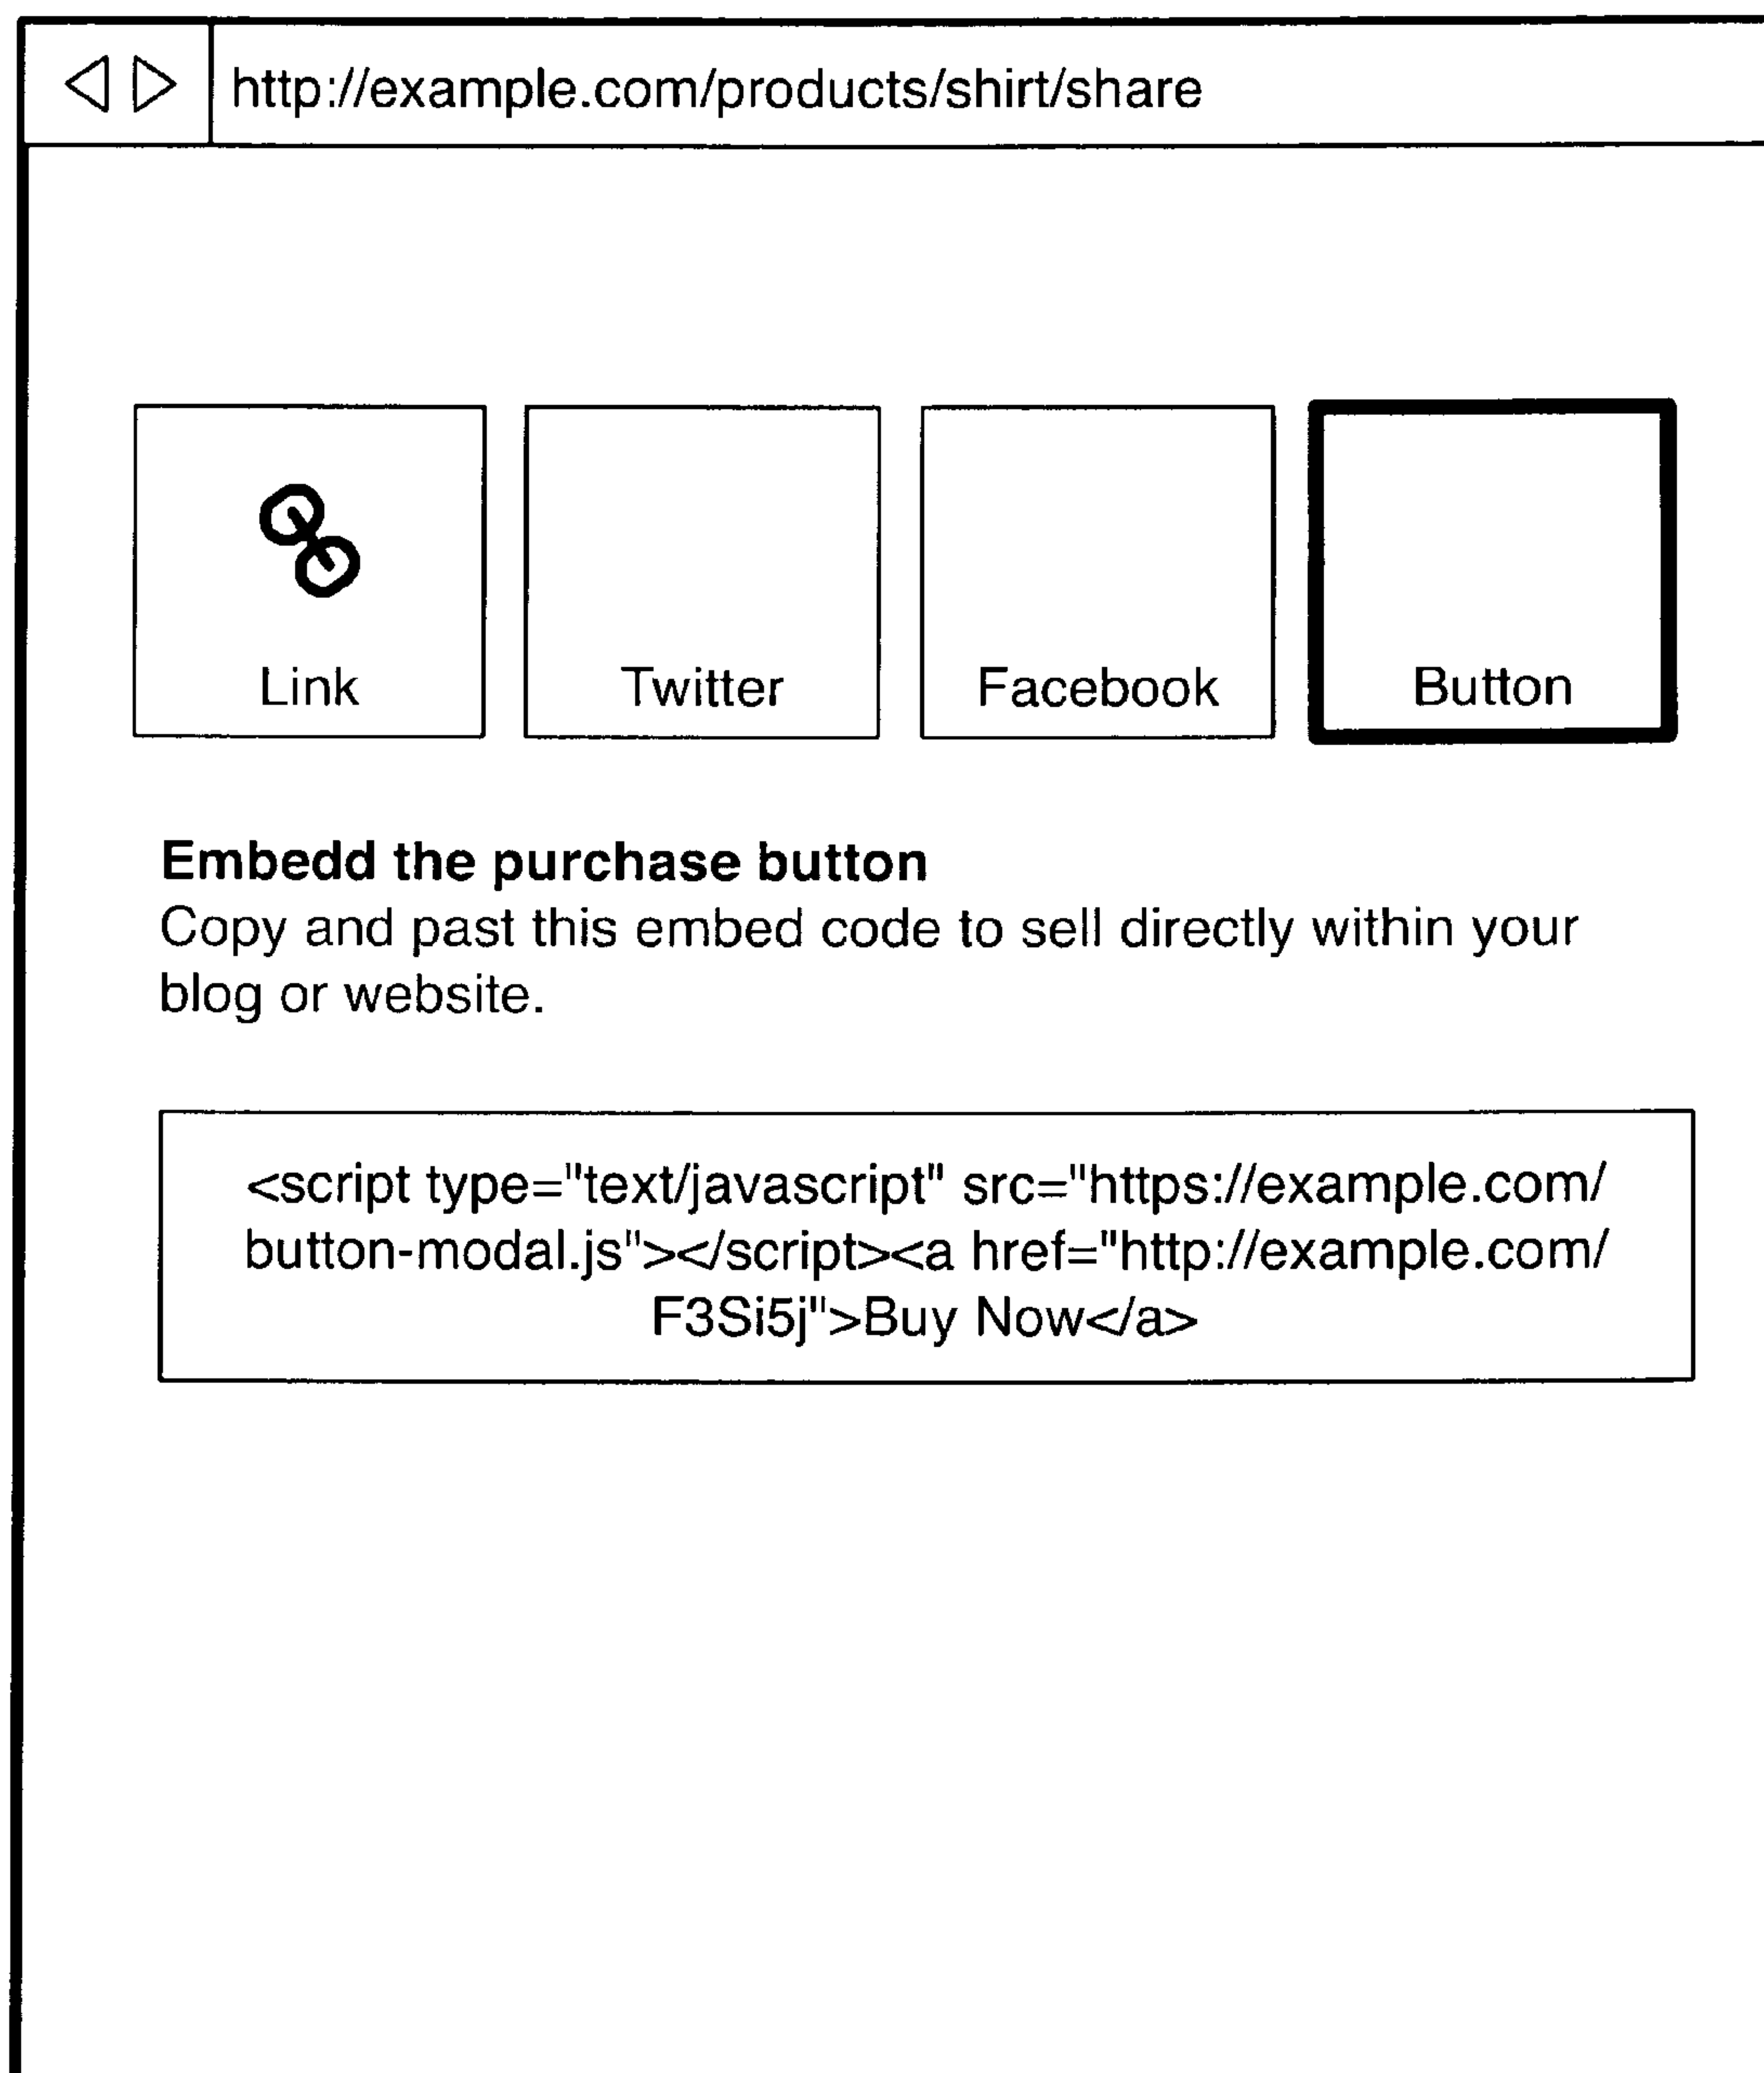 http://example.com/products/shirt/share
Link
Twitter
Facebook
Button
Embedd the purchase button
Copy and past this embed code to sell directly within your
blog or website.
<script type="text/javascript" src="https://example.com/
button-modal.js"></script><a href="http://example.com/
F3Si5j">Buy Now</a>